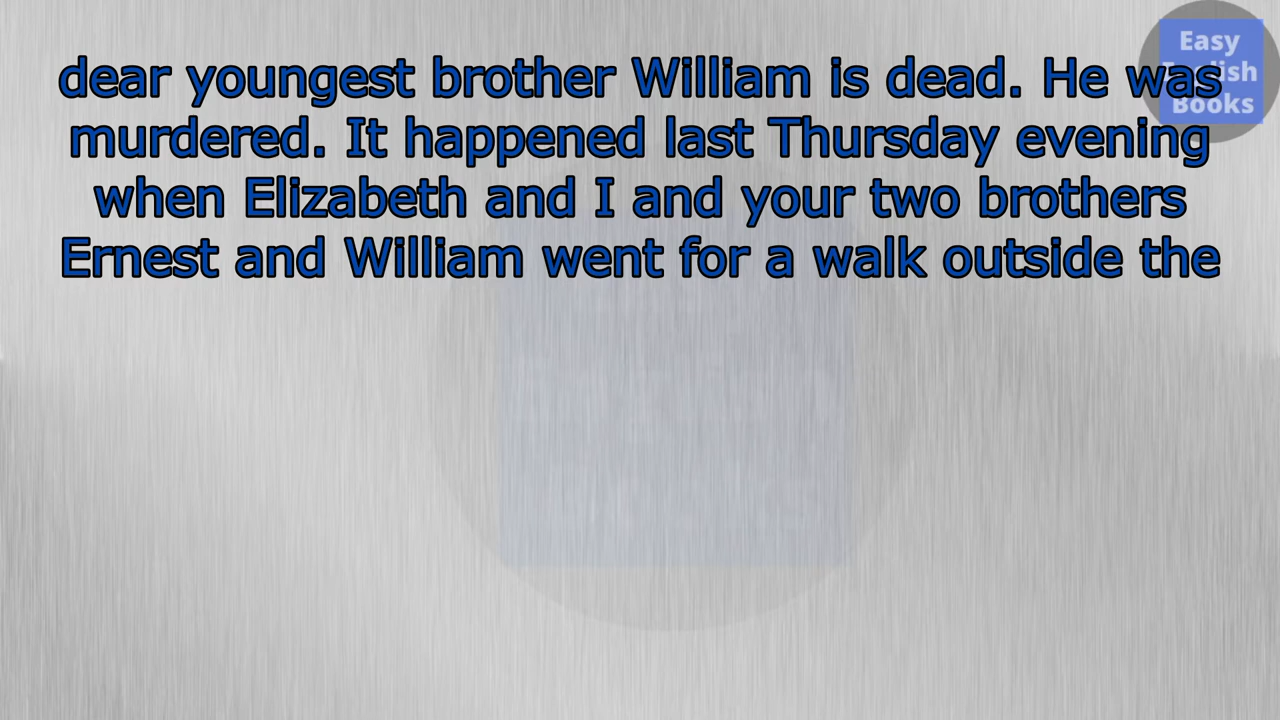 dear youngest brother William is dead. He was
murdered. It happened last Thursday evening
when Elizabeth and I and your two brothers
Ernest and William went for a walk outside the
Easy
English
Books